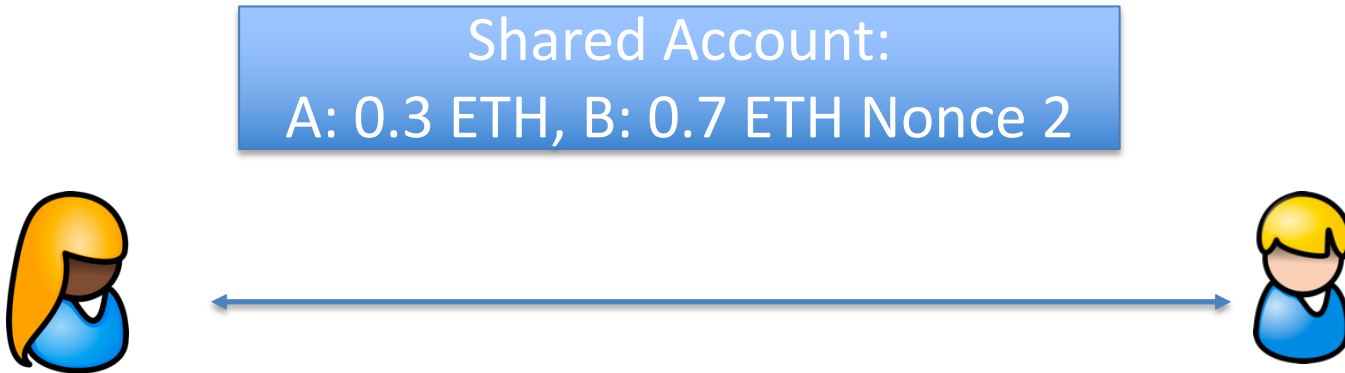 Shared Account:
A: 0.3 ETH, B: 0.7 ETH Nonce 2